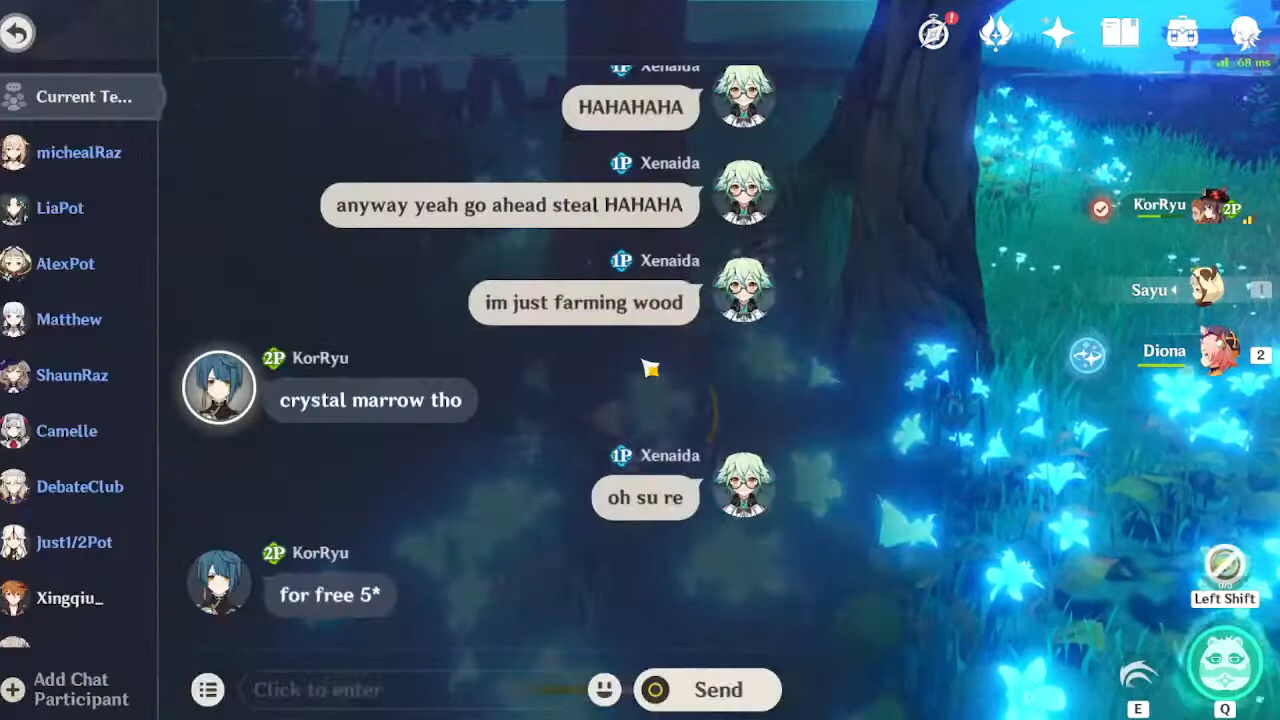 68 ms
Current Te...
michealRaz
LiaPot
AlexPot
Matthew
ShaunRaz
Camelle
DebateClub
Just1/2Pot
Xingqiu_
Add Chat
Participant
1P Xenaida
HAHAHAHA
1P Xenaida
anyway yeah go ahead steal HAHAHA
1P Xenaida
im just farming wood
2P KorRyu
crystal marrow tho
1P Xenaida
oh su re
2P KorRyu
for free 5*
Click to enter
Send
KorRyu 2P
Sayu 1
Diona 2
Left Shift
E
Q